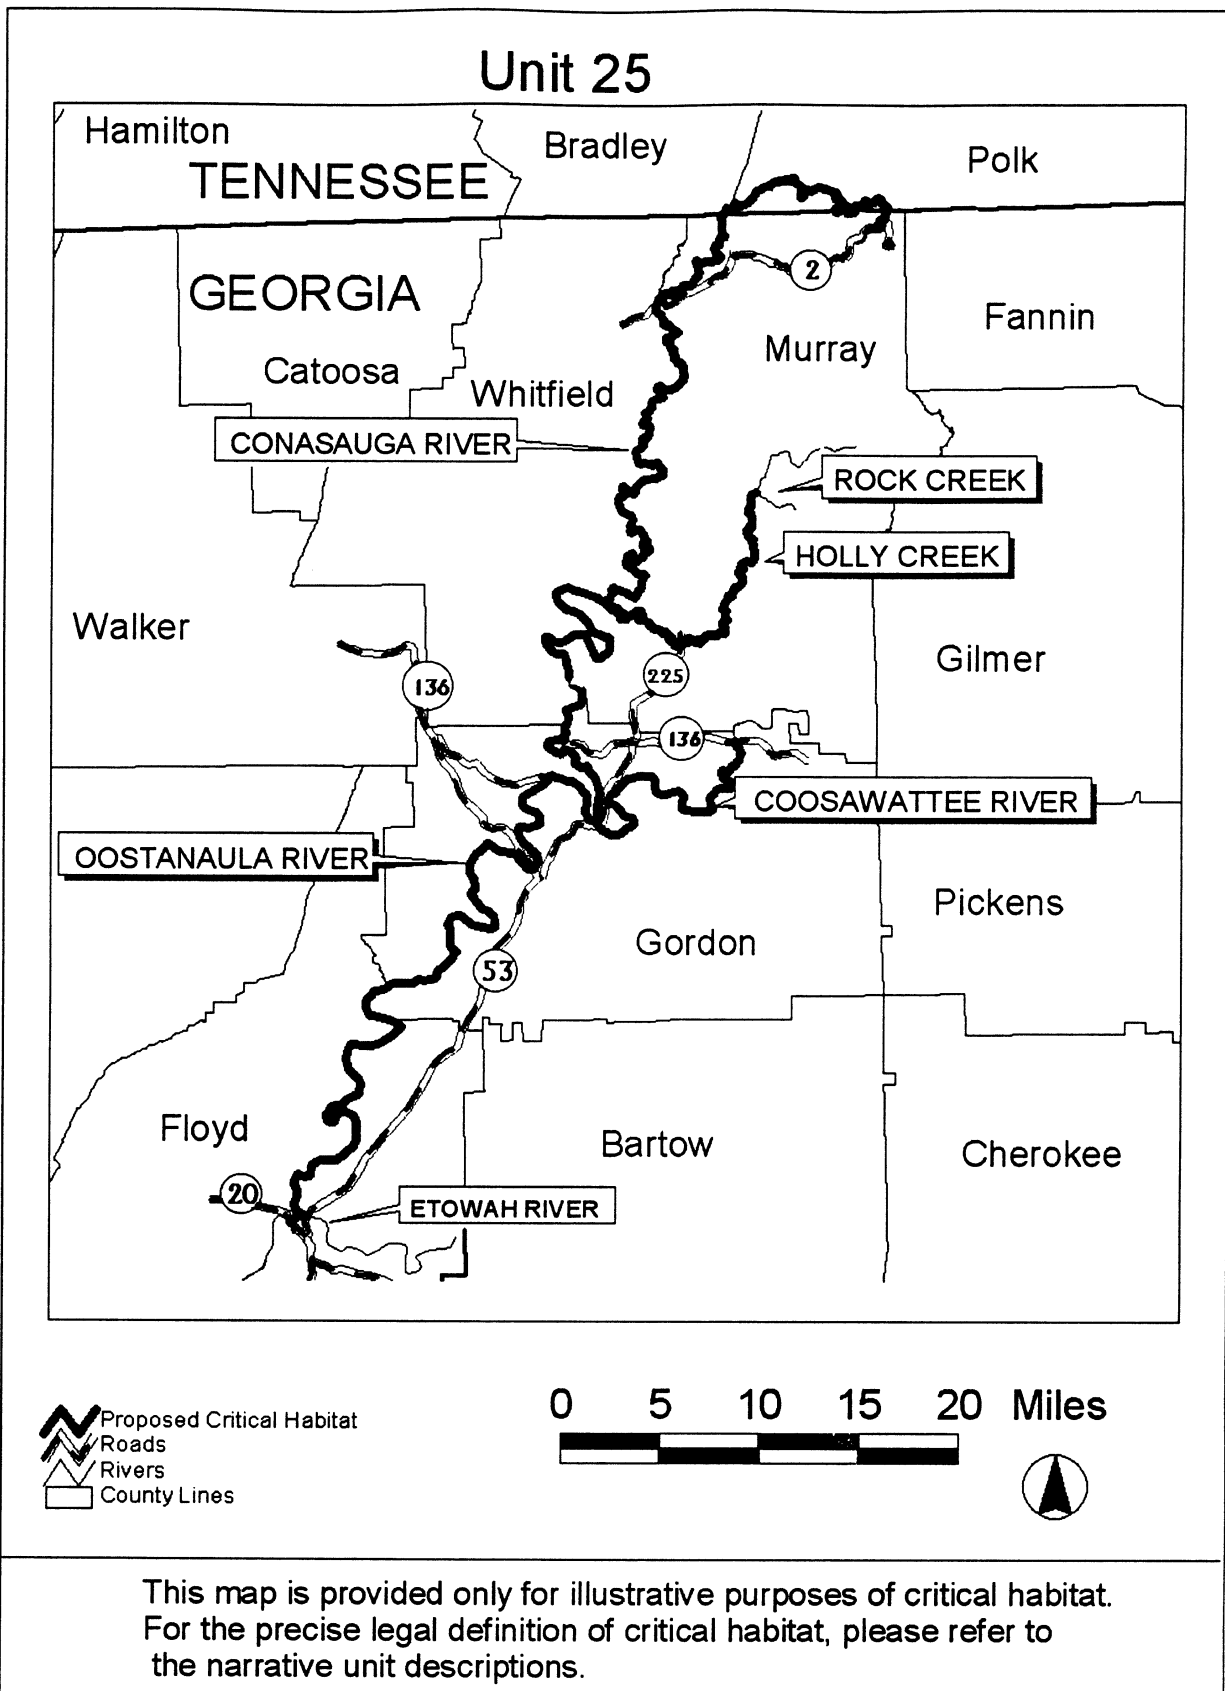 Unit 25
Hamilton
Bradley
Polk
TENNESSEE
GEORGIA
2
Fannin
Murray
Catoosa
Whitfield
CONASAUGA RIVER
ROCK CREEK
HOLLY CREEK
Walker
Gilmer
225
136
136
COOSAWATTEE RIVER
OOSTANAULA RIVER
Pickens
Gordon
53
Floyd
Bartow
Cherokee
20
ETOWAH RIVER
0 5 10 15 20 Miles
Proposed Critical Habitat
Roads
Rivers
County Lines
This map is provided only for illustrative purposes of critical habitat.
For the precise legal definition of critical habitat, please refer to
the narrative unit descriptions.